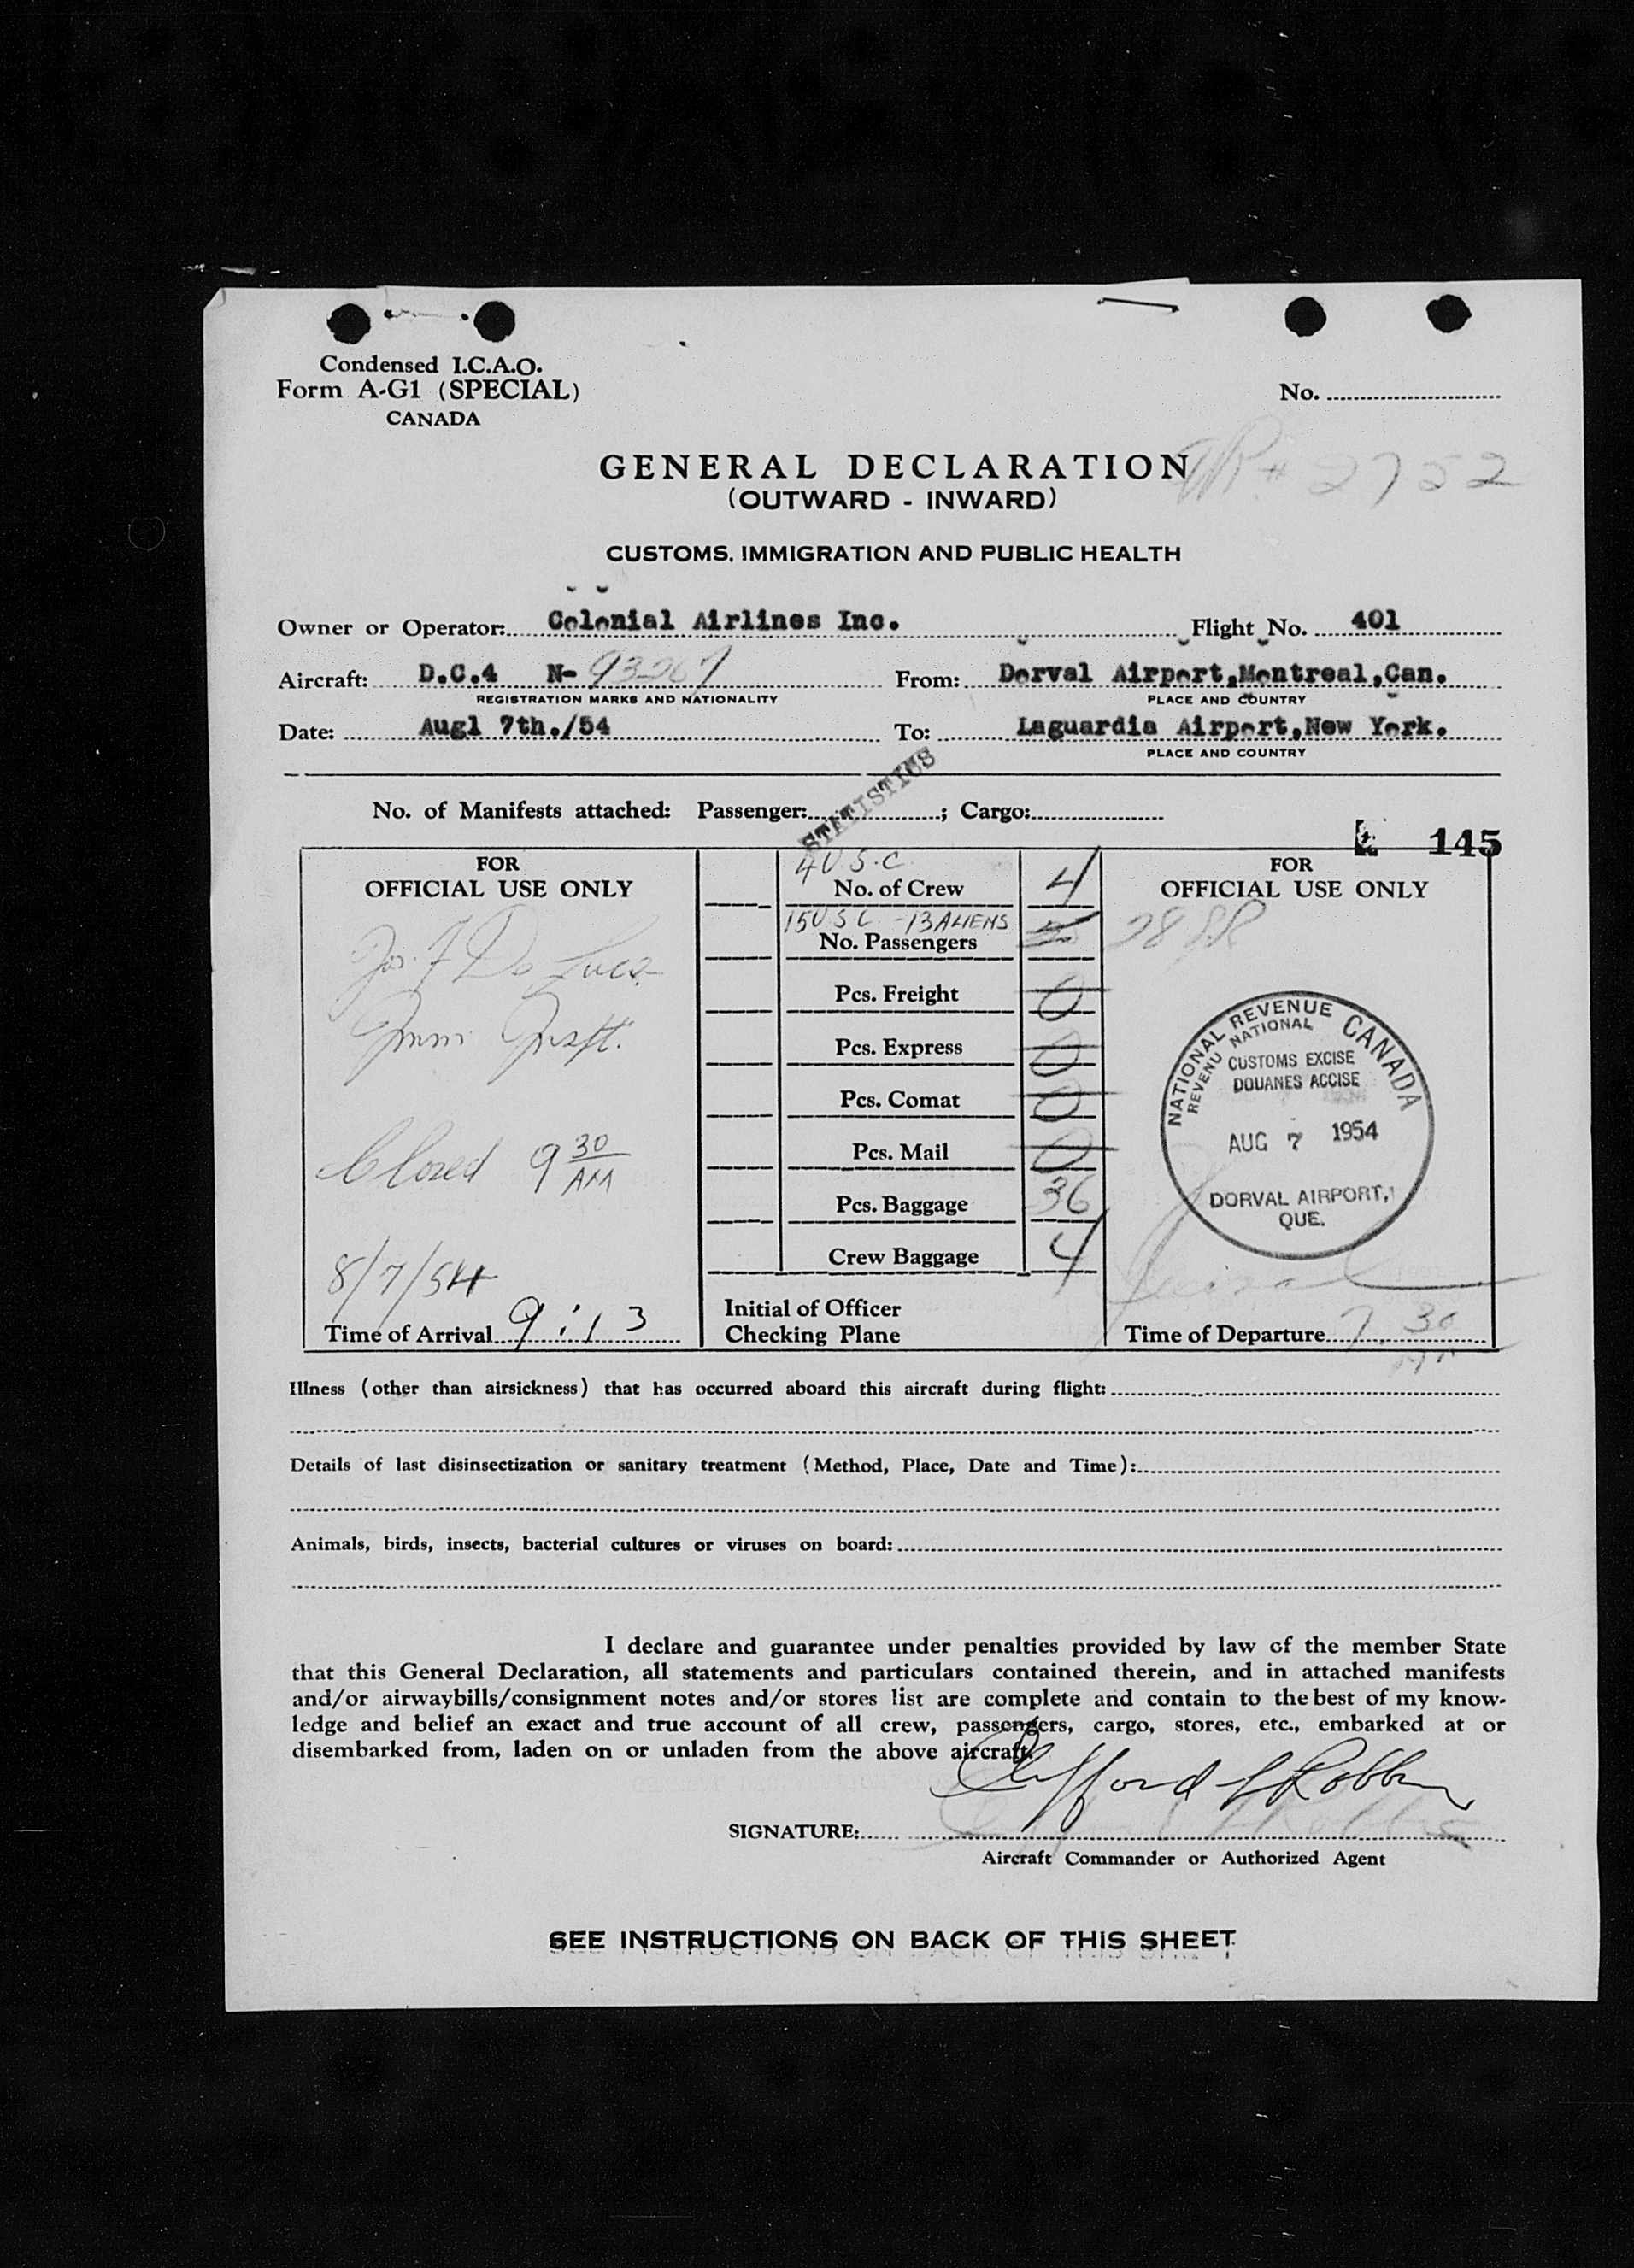 Condensed I.C.A.O.
Form A-G1 (SPECIAL)
CANADA
No.
GENERAL DECLARATION
2752
(OUTWARD - INWARD)
CUSTOMS, IMMIGRATION AND PUBLIC HEALTH
Owner or Operator: Colonial Airlines Inc. Flight No. 401
Aircraft: D.C.4 N- From: Dorval Airport,Montreal,Can.
REGISTRATION MARKS AND NATIONALITY PLACE AND COUNTRY
Date: Augl 7th./54 To: Laguardia Airport,New York.
PLACE AND COUNTRY
STATISTICS
No. of Manifests attached: Passenger: ; Cargo:
145
FOR
OFFICIAL USE ONLY
Closed 9 30 AM
8/7/54
Time of Arrival 9:13
4 U S.C
No. of Crew 4
15 U S C - 13 ALIENS
No. Passengers
Pcs. Freight 0
Pcs. Express 0
Pcs. Comat 0
Pcs. Mail 0
Pcs. Baggage 36
Crew Baggage 4
Initial of Officer
Checking Plane
FOR
OFFICIAL USE ONLY
28
NATIONAL REVENUE CANADA
REVENU NATIONAL
CUSTOMS EXCISE
DOUANES ACCISE
AUG 7 1954
DORVAL AIRPORT,
QUE.
Time of Departure 7.30
Illness (other than airsickness) that has occurred aboard this aircraft during flight:
Details of last disinsectization or sanitary treatment (Method, Place, Date and Time):
Animals, birds, insects, bacterial cultures or viruses on board:
I declare and guarantee under penalties provided by law of the member State
that this General Declaration, all statements and particulars contained therein, and in attached manifests
and/or airwaybills/consignment notes and/or stores list are complete and contain to the best of my know-
ledge and belief an exact and true account of all crew, passengers, cargo, stores, etc., embarked at or
disembarked from, laden on or unladen from the above aircraft.
Clifford
SIGNATURE:
Aircraft Commander or Authorized Agent
SEE INSTRUCTIONS ON BACK OF THIS SHEET